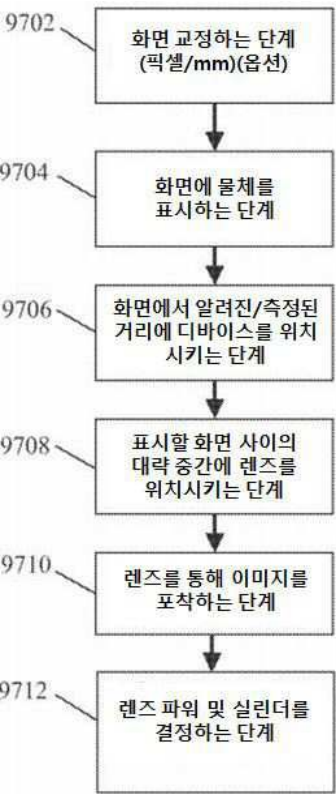 9702
화면 교정하는 단계
(픽셀/mm)(옵션)
9704
화면에 물체를
표시하는 단계
9706
화면에서 알려진/측정된
거리에 디바이스를 위치
시키는 단계
9708
표시할 화면 사이의
대략 중간에 렌즈를
위치시키는 단계
9710
렌즈를 통해 이미지를
포착하는 단계
9712
렌즈 파워 및 실린더를
결정하는 단계